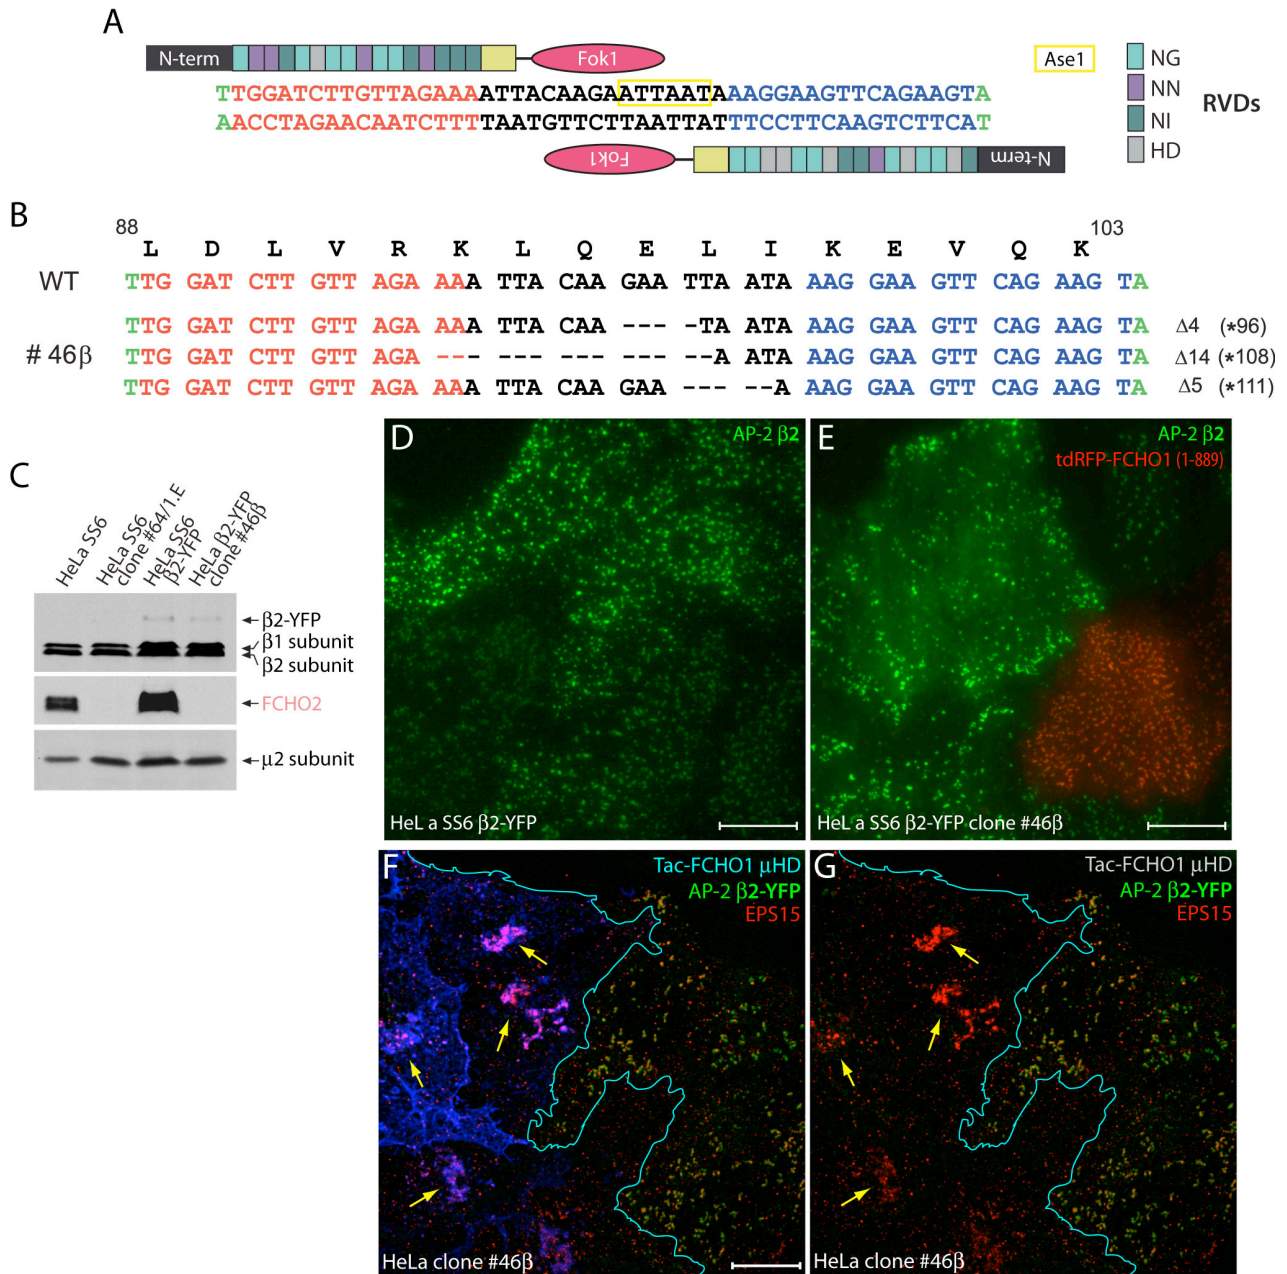 A
N-term Fok1 Ase1 NG
TTGGATCTTGTTAGAAAATTACAAGAATTAATAAAGGAAGTTCAGAAGTA NN RVDs
AACCTAGAACAATCTTTTAATGTTCTTAATTATTTCCTTCAAGTCTTCAT NI
Fok1 N-term HD
B
88 103
L D L V R K L Q E L I K E V Q K
WT TTG GAT CTT GTT AGA AAA TTA CAA GAA TTA ATA AAG GAA GTT CAG AAG TA
TTG GAT CTT GTT AGA AAA TTA CAA --- -TA ATA AAG GAA GTT CAG AAG TA Δ4 (*96)
# 46β TTG GAT CTT GTT AGA -- - --- --- --- --A ATA AAG GAA GTT CAG AAG TA Δ14 (*108)
TTG GAT CTT GTT AGA AAA TTA CAA GAA --- --A AAG GAA GTT CAG AAG TA Δ5 (*111)
C
HeLa SS6
HeLa SS6
clone #64/1.E
HeLa SS6
β2-YFP
HeLa β2-YFP
clone #46β
β2-YFP
β1 subunit
β2 subunit
FCHO2
μ2 subunit
D
AP-2 β2
HeL a SS6 β2-YFP
E
AP-2 β2
tdRFP-FCHO1 (1-889)
HeL a SS6 β2-YFP clone #46β
F
Tac-FCHO1 μHD
AP-2 β2-YFP
EPS15
HeLa clone #46β
G
Tac-FCHO1 μHD
AP-2 β2-YFP
EPS15
HeLa clone #46β